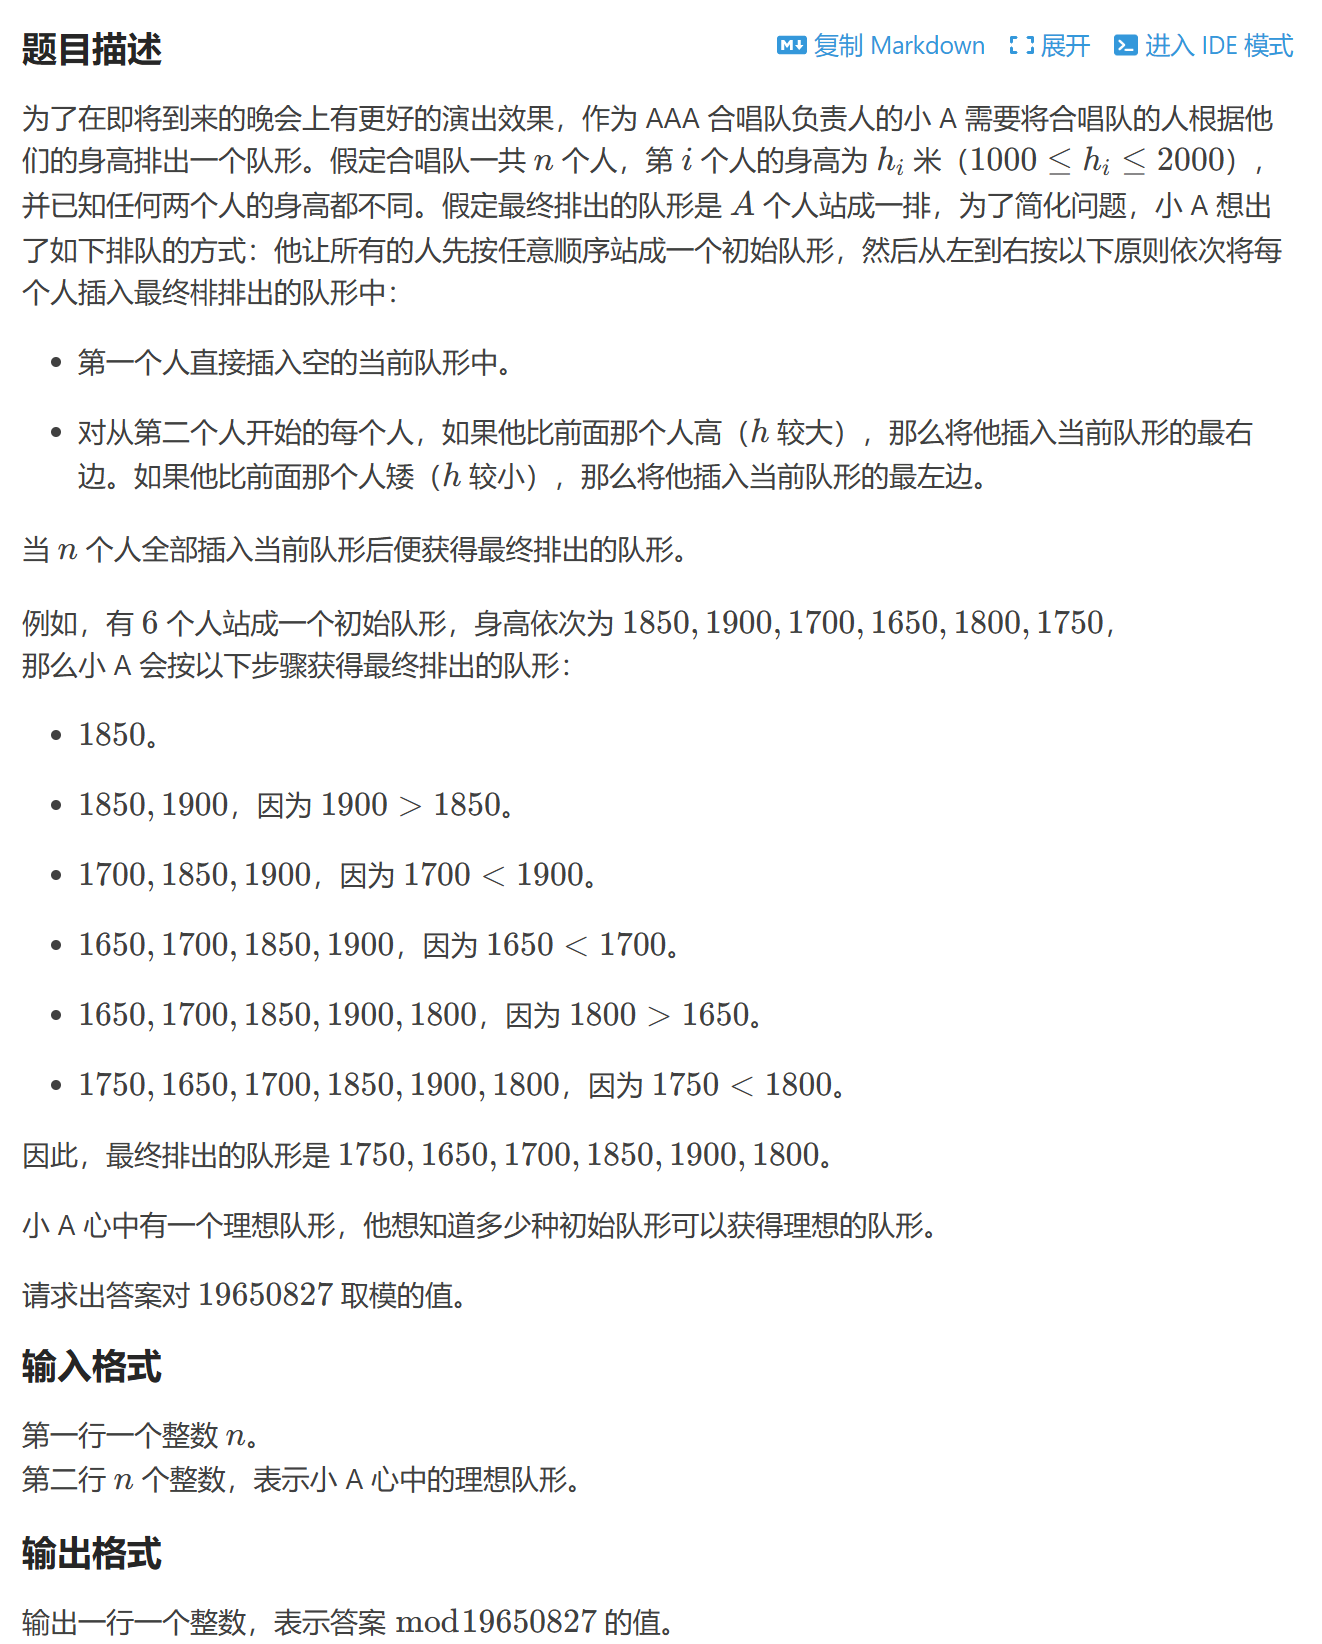 题目描述
复制 Markdown 展开 进入 IDE 模式
为了在即将到来的晚会上有更好的演出效果，作为 AAA 合唱队负责人的小 A 需要将合唱队的人根据他
们的身高排出一个队形。假定合唱队一共 n 个人，第 i 个人的身高为 h_i 米（1000 ≤ h_i ≤ 2000），
并已知任何两个人的身高都不同。假定最终排出的队形是 A 个人站成一排，为了简化问题，小 A 想出
了如下排队的方式：他让所有的人先按任意顺序站成一个初始队形，然后从左到右按以下原则依次将每
个人插入最终棑排出的队形中：
• 第一个人直接插入空的当前队形中。
• 对从第二个人开始的每个人，如果他比前面那个人高（h 较大），那么将他插入当前队形的最右
边。如果他比前面那个人矮（h 较小），那么将他插入当前队形的最左边。
当 n 个人全部插入当前队形后便获得最终排出的队形。
例如，有 6 个人站成一个初始队形，身高依次为 1850, 1900, 1700, 1650, 1800, 1750，
那么小 A 会按以下步骤获得最终排出的队形：
• 1850。
• 1850, 1900，因为 1900 > 1850。
• 1700, 1850, 1900，因为 1700 < 1900。
• 1650, 1700, 1850, 1900，因为 1650 < 1700。
• 1650, 1700, 1850, 1900, 1800，因为 1800 > 1650。
• 1750, 1650, 1700, 1850, 1900, 1800，因为 1750 < 1800。
因此，最终排出的队形是 1750, 1650, 1700, 1850, 1900, 1800。
小 A 心中有一个理想队形，他想知道多少种初始队形可以获得理想的队形。
请求出答案对 19650827 取模的值。
输入格式
第一行一个整数 n。
第二行 n 个整数，表示小 A 心中的理想队形。
输出格式
输出一行一个整数，表示答案 mod19650827 的值。